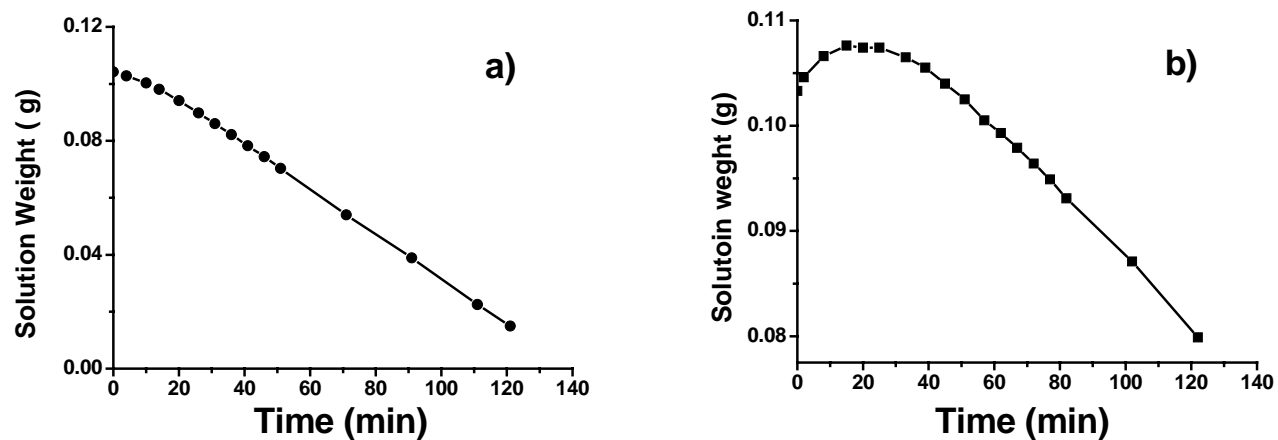 a)
Solution Weight ( g)
0.12
0.08
0.04
0.00
0 20 40 60 80 100 120 140
Time (min)
b)
Solutoin weght (g)
0.11
0.10
0.09
0.08
0 20 40 60 80 100 120 140
Time (min)